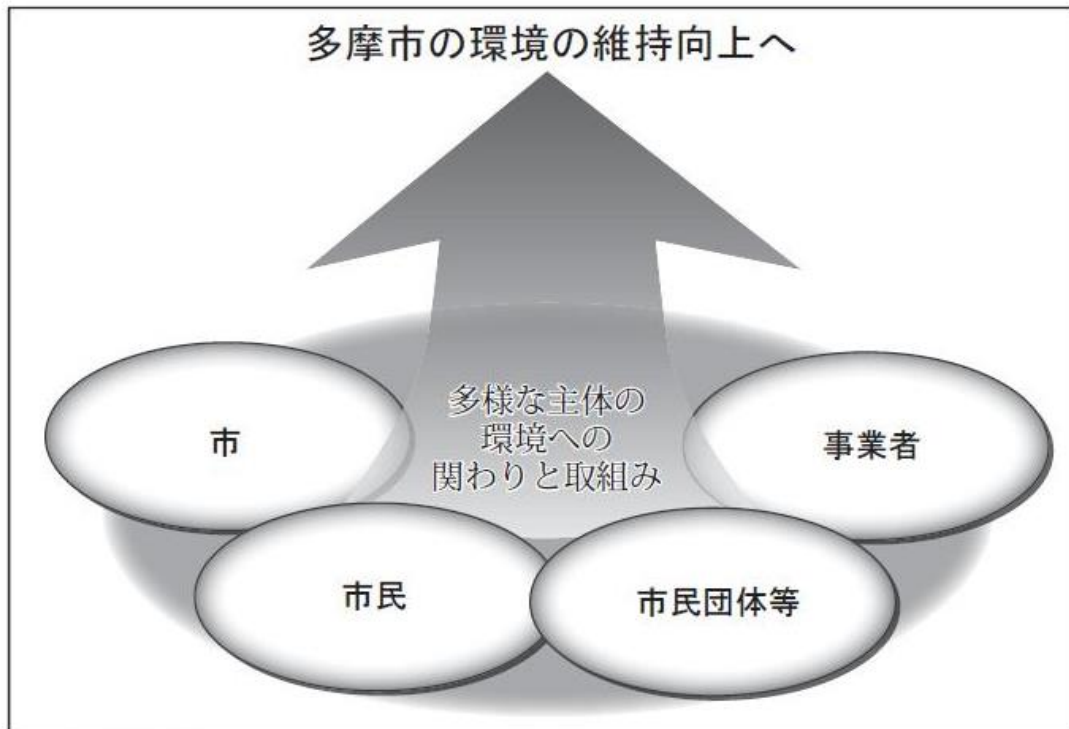 多摩市の環境の維持向上へ
多様な主体の
環境への
関わりと取組み
市
事業者
市民
市民団体等